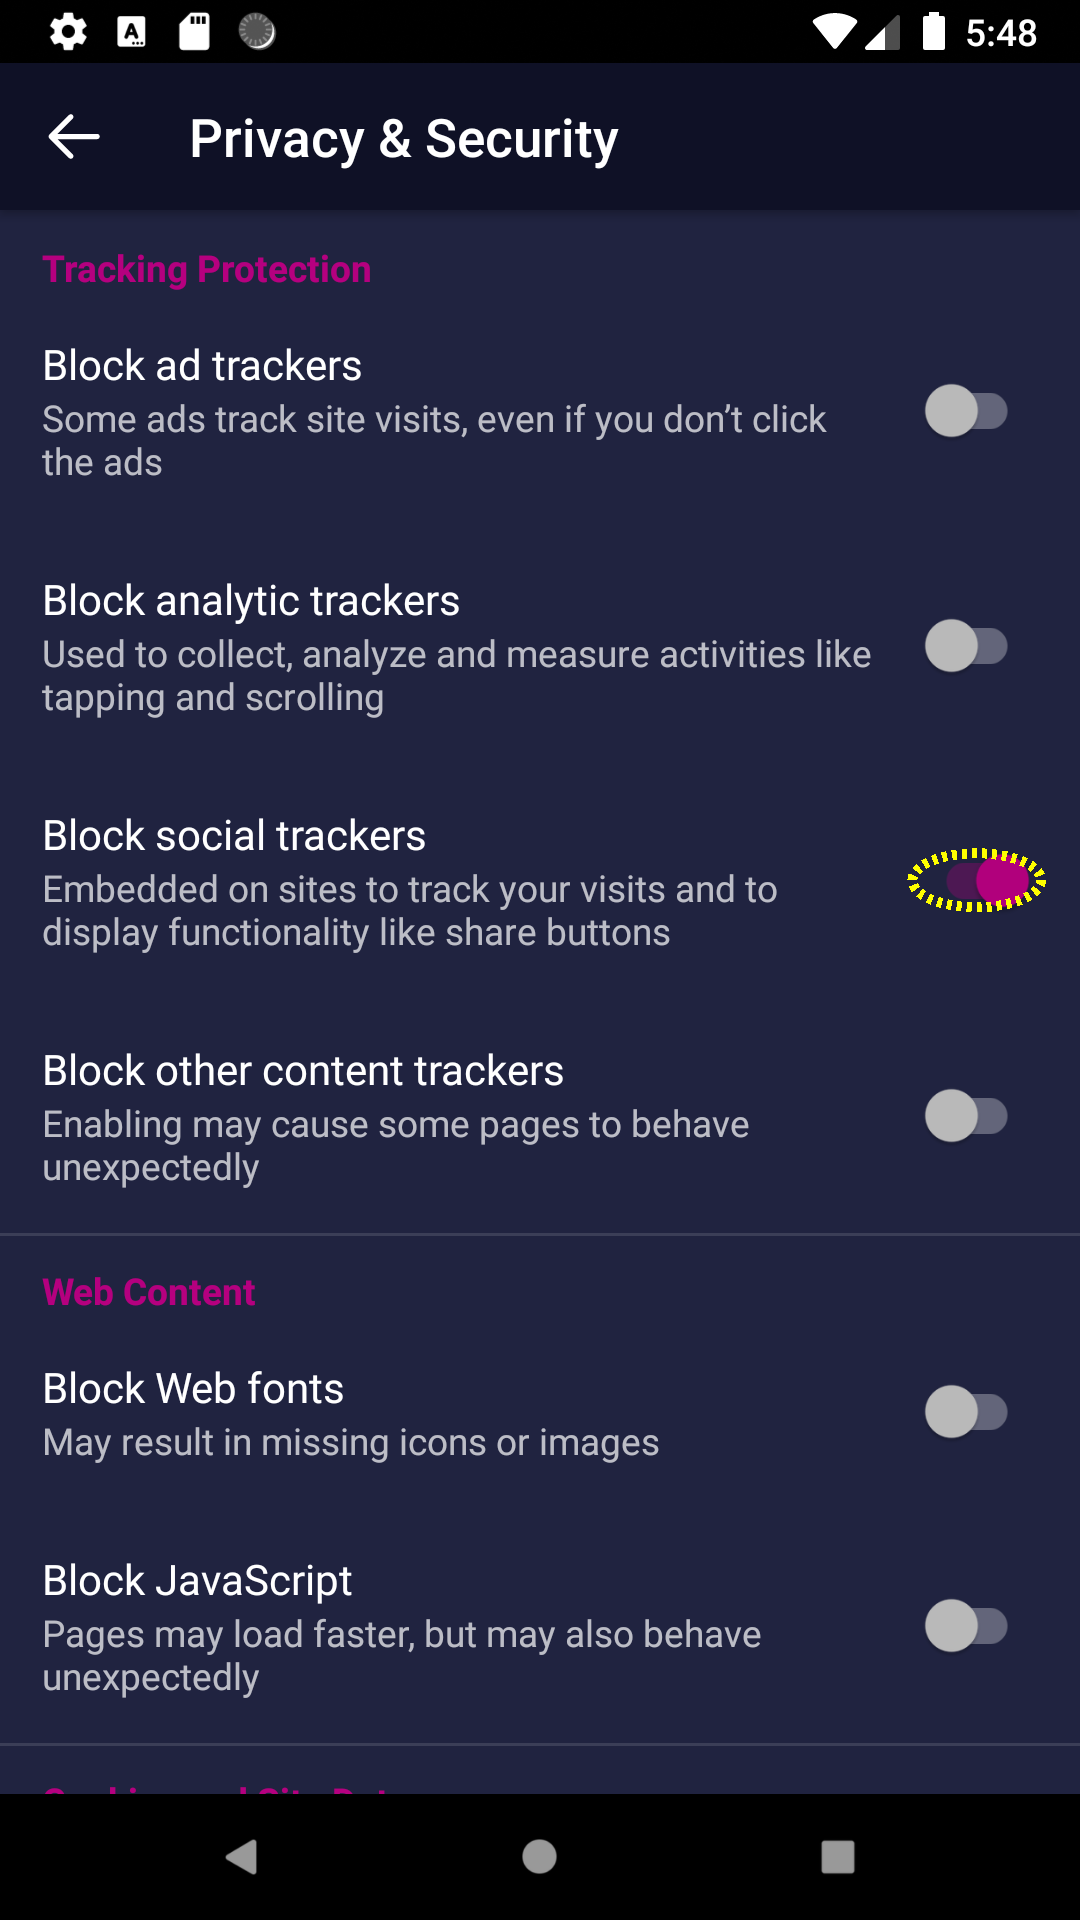 5:48
Privacy & Security
Tracking Protection
Block ad trackers
Some ads track site visits, even if you don’t click
the ads
Block analytic trackers
Used to collect, analyze and measure activities like
tapping and scrolling
Block social trackers
Embedded on sites to track your visits and to
display functionality like share buttons
Block other content trackers
Enabling may cause some pages to behave
unexpectedly
Web Content
Block Web fonts
May result in missing icons or images
Block JavaScript
Pages may load faster, but may also behave
unexpectedly